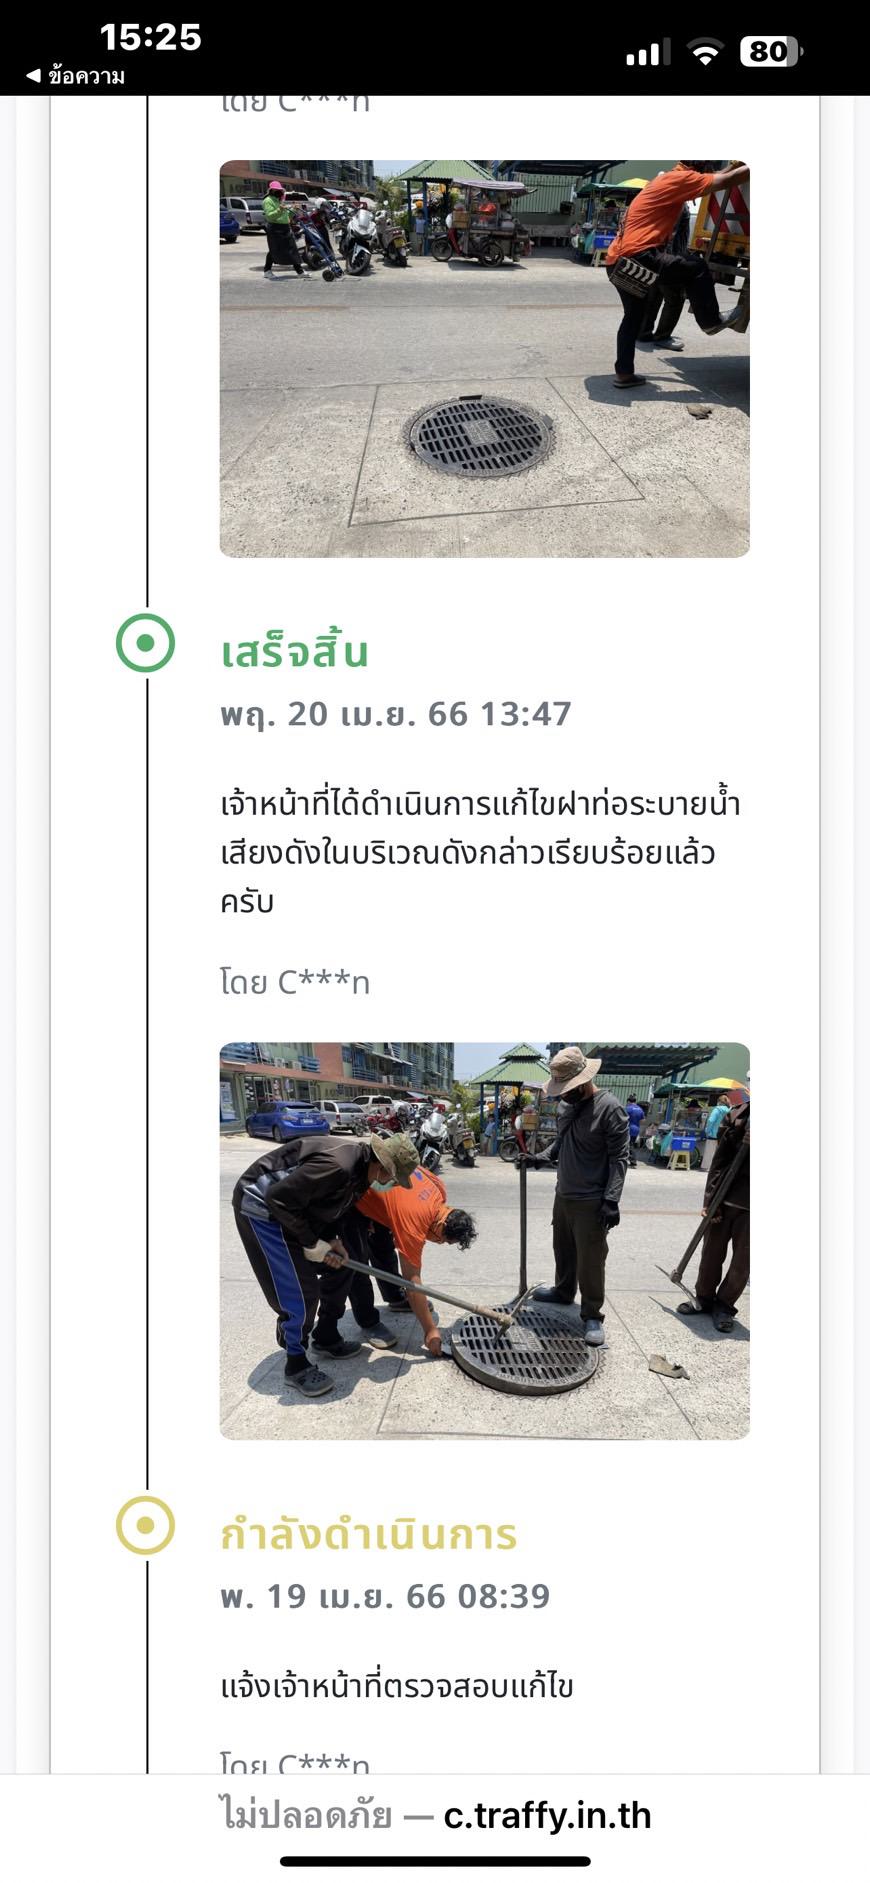 15:25
80
◀ ข้อความ
โดย C***n
เสร็จสิ้น
พฤ. 20 เม.ย. 66 13:47
เจ้าหน้าที่ได้ดำเนินการแก้ไขฝาท่อระบายน้ำ
เสียงดังในบริเวณดังกล่าวเรียบร้อยแล้ว
ครับ
โดย C***n
กำลังดำเนินการ
พ. 19 เม.ย. 66 08:39
แจ้งเจ้าหน้าที่ตรวจสอบแก้ไข
โดย C***n
ไม่ปลอดภัย — c.traffy.in.th